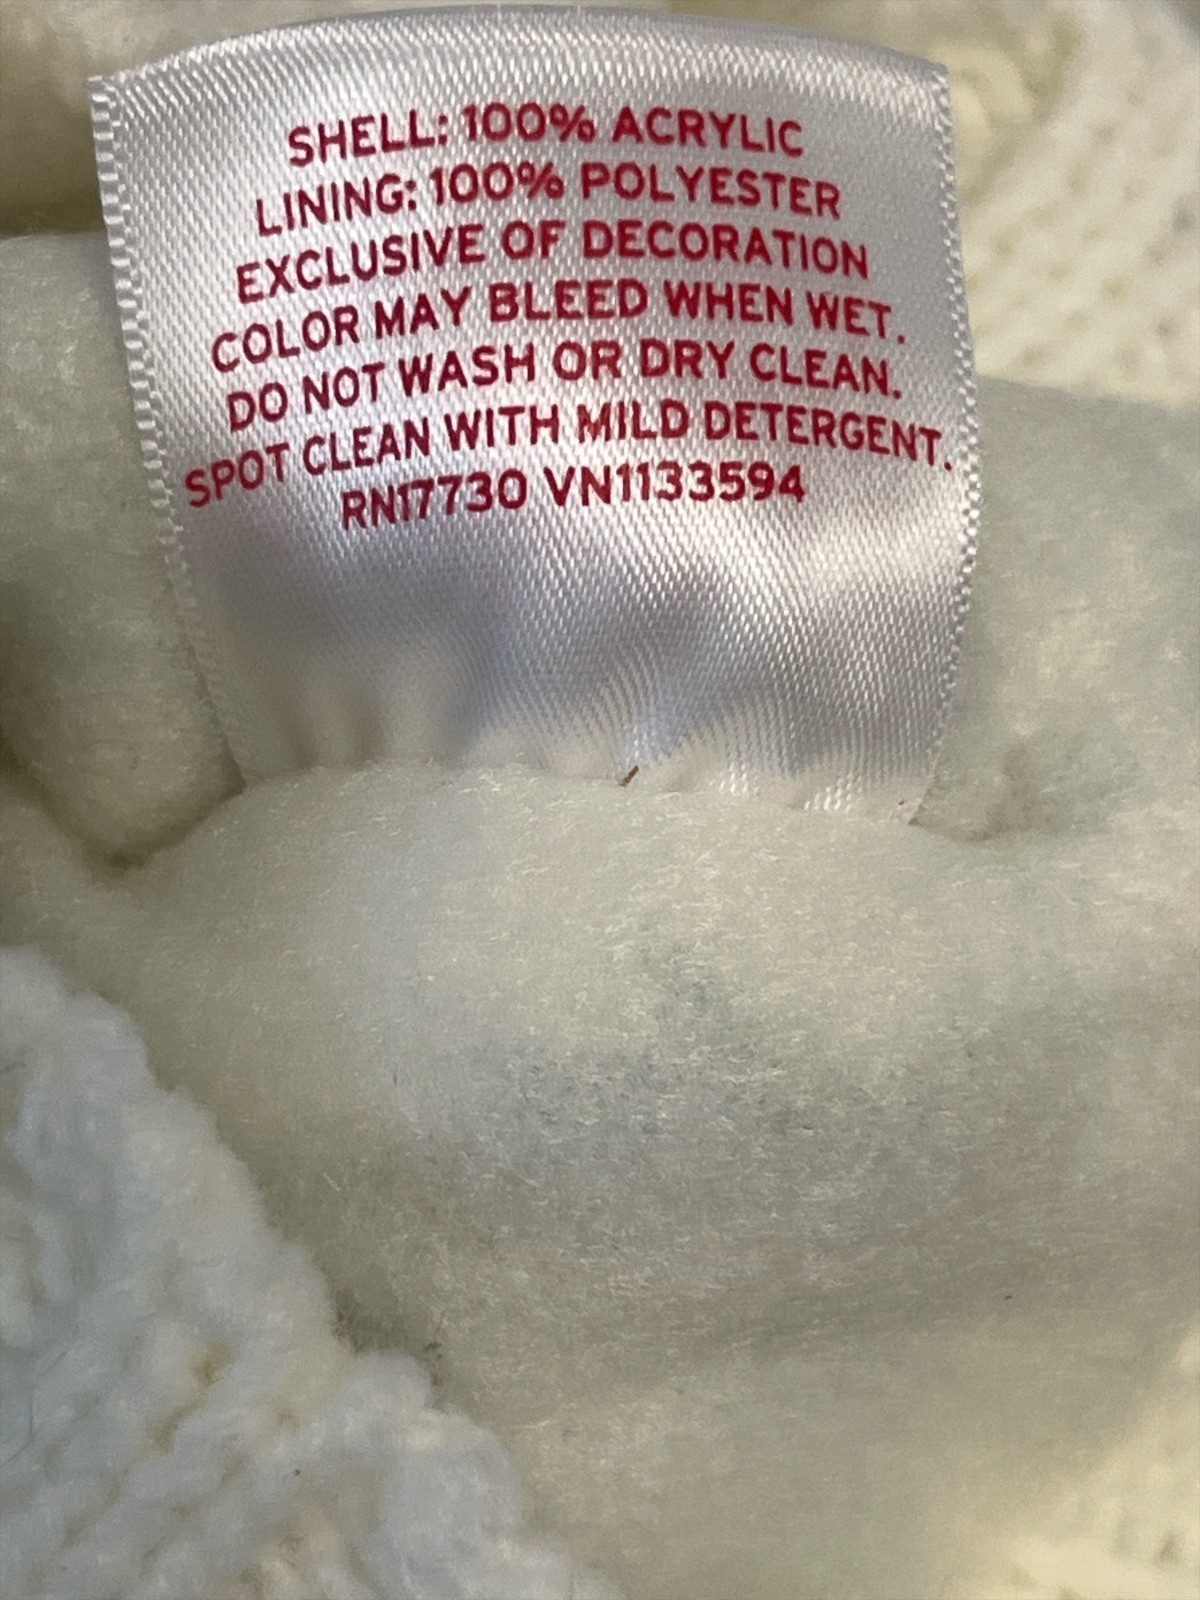 SHELL: 100% ACRYLIC
LINING: 100% POLYESTER
EXCLUSIVE OF DECORATION
COLOR MAY BLEED WHEN WET.
DO NOT WASH OR DRY CLEAN.
SPOT CLEAN WITH MILD DETERGENT.
RN17730 VN1133594